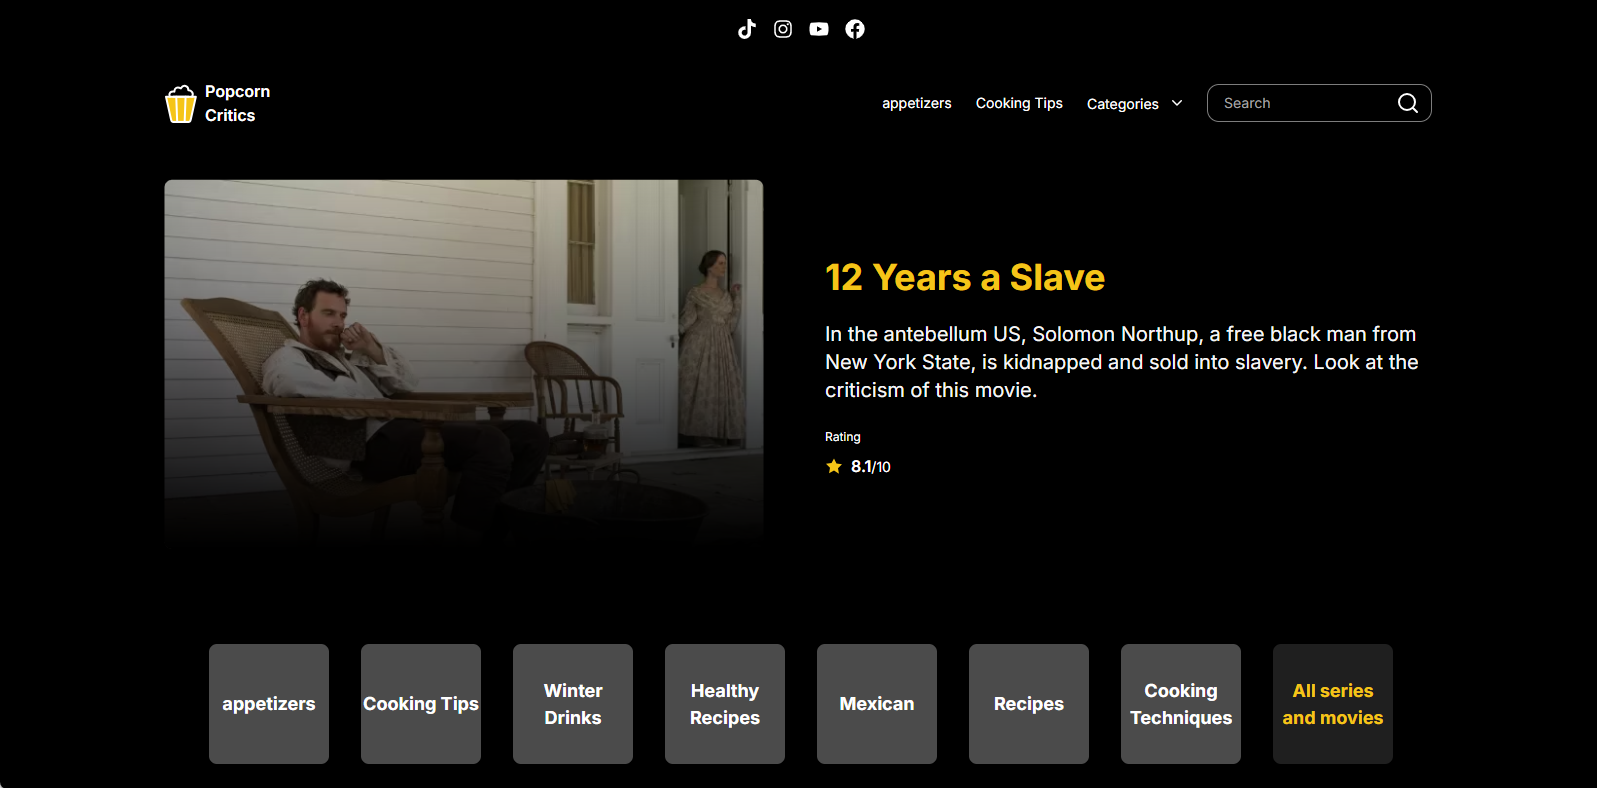 Popcorn
Critics
appetizers
Cooking Tips
Categories
Search
12 Years a Slave
In the antebellum US, Solomon Northup, a free black man from
New York State, is kidnapped and sold into slavery. Look at the
criticism of this movie.
Rating
8.1/10
appetizers
Cooking Tips
Winter
Drinks
Healthy
Recipes
Mexican
Recipes
Cooking
Techniques
All series
and movies